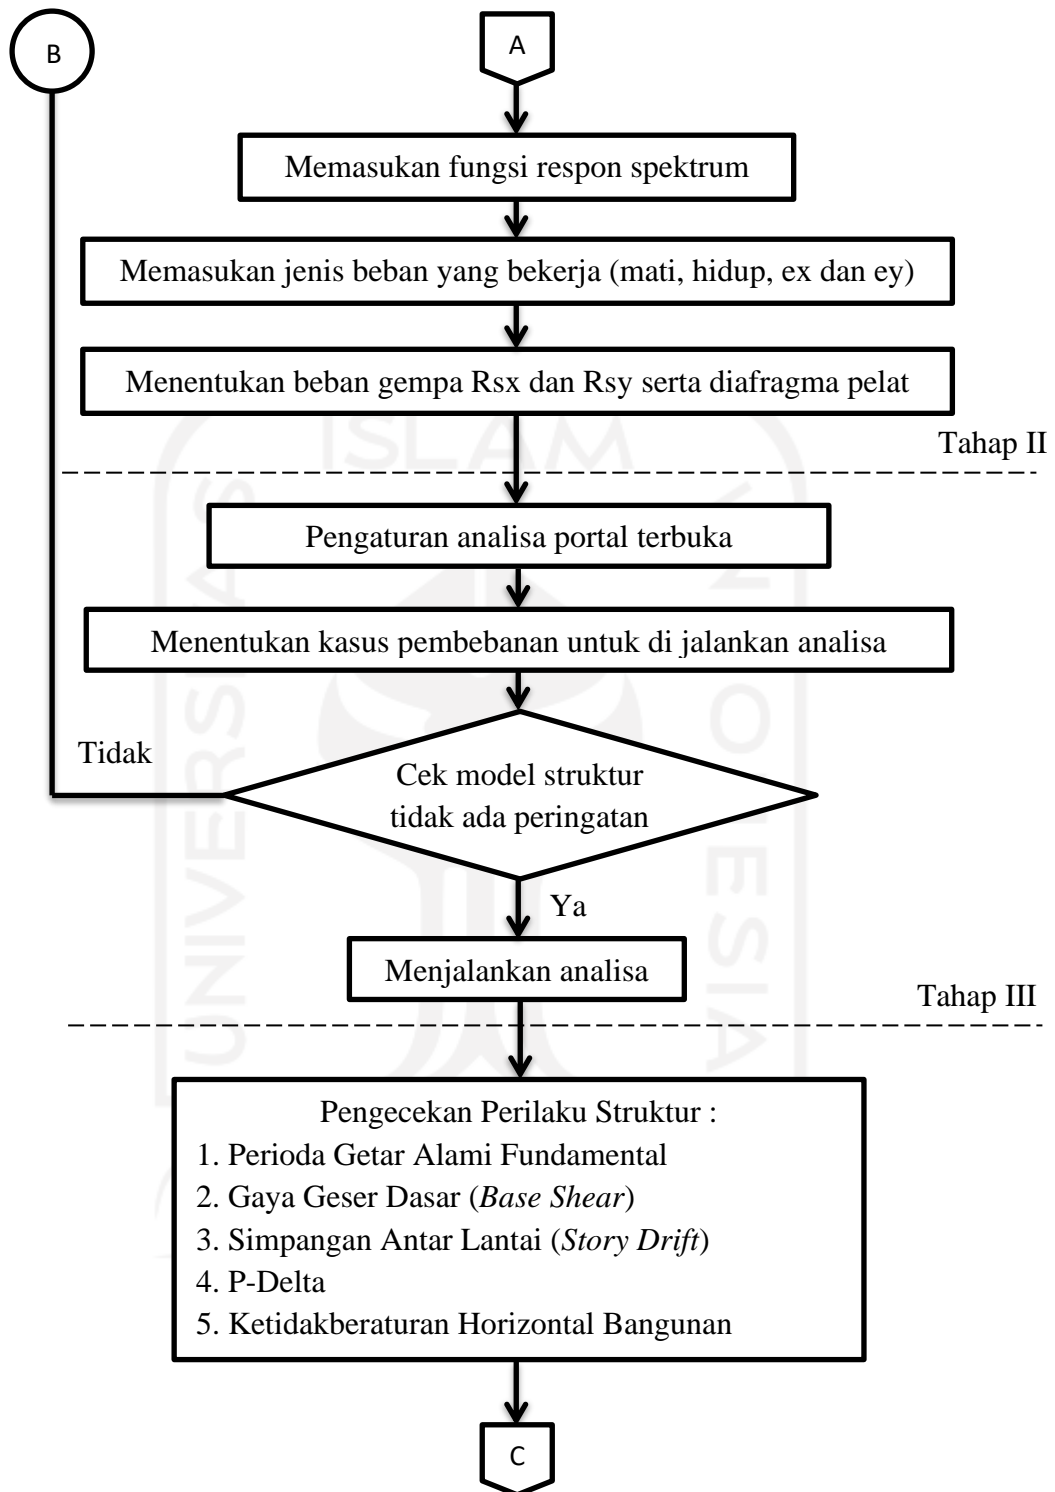 B
A
Memasukan fungsi respon spektrum
Memasukan jenis beban yang bekerja (mati, hidup, ex dan ey)
Menentukan beban gempa Rsx dan Rsy serta diafragma pelat
Tahap II
Pengaturan analisa portal terbuka
Menentukan kasus pembebanan untuk di jalankan analisa
Tidak
Cek model struktur
tidak ada peringatan
Ya
Menjalankan analisa
Tahap III
Pengecekan Perilaku Struktur :
1. Perioda Getar Alami Fundamental
2. Gaya Geser Dasar (Base Shear)
3. Simpangan Antar Lantai (Story Drift)
4. P-Delta
5. Ketidakberaturan Horizontal Bangunan
C
UNIVERSITAS
ISLAM